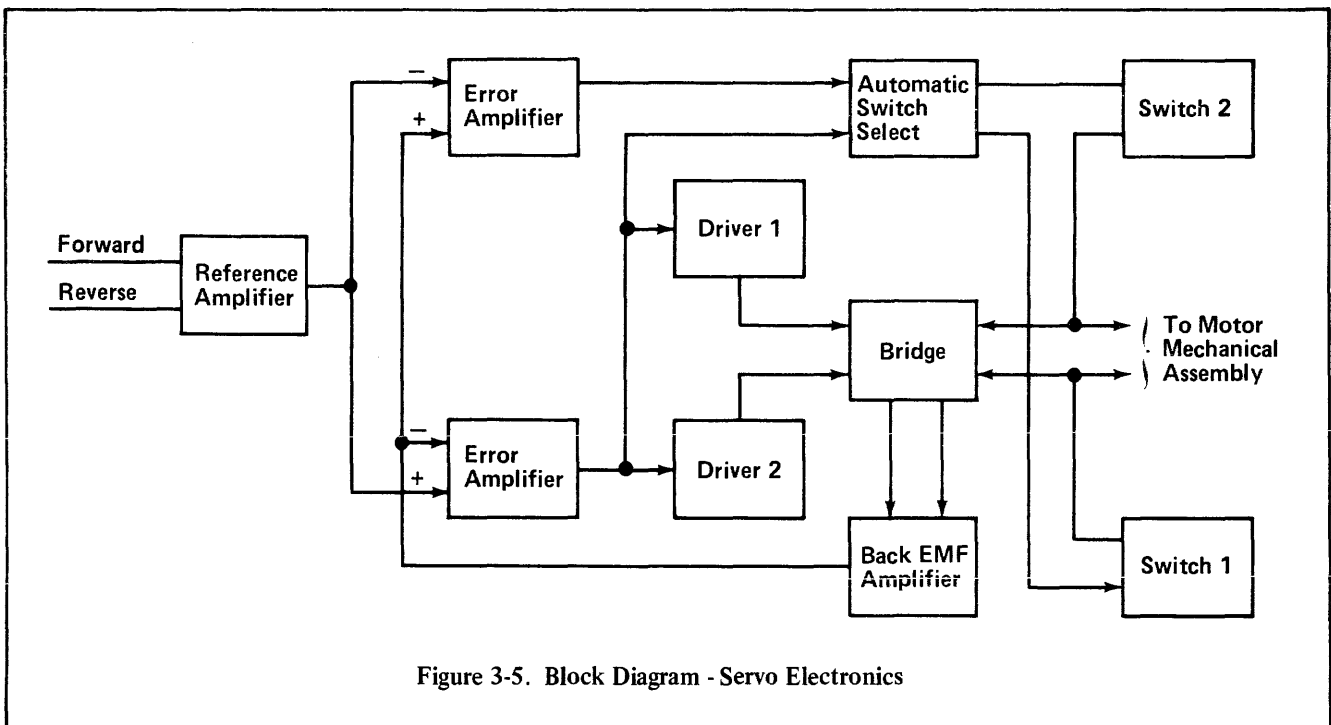 −
Error
Amplifier
+
Automatic
Switch
Select
Switch 2
Driver 1
Forward
Reverse
Reference
Amplifier
Bridge
To Motor
Mechanical
Assembly
−
Error
Amplifier
+
Driver 2
Back EMF
Amplifier
Switch 1
Figure 3-5. Block Diagram - Servo Electronics